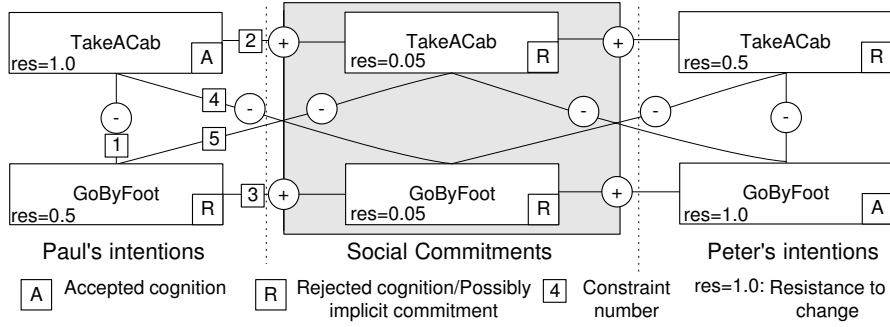 TakeACab
res=1.0
A
2
+
TakeACab
res=0.05
R
+
TakeACab
res=0.5
R
-
1
4
-
5
-
-
-
-
GoByFoot
res=0.5
R
3
+
GoByFoot
res=0.05
R
+
GoByFoot
res=1.0
A
Paul's intentions
Social Commitments
Peter's intentions
A
Accepted cognition
R
Rejected cognition/Possibly
implicit commitment
4
Constraint
number
res=1.0: Resistance to
change